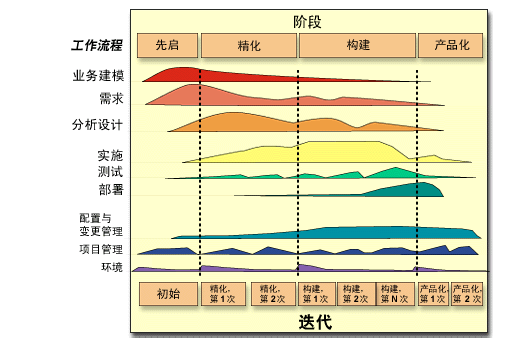 阶段
工作流程 先启 精化 构建 产品化
业务建模
需求
分析设计
实施
测试
部署
配置与
变更管理
项目管理
环境
初始 精化, 精化, 构建, 构建, 构建, 产品化, 产品化,
第1次 第2次 第1次 第2次 第N次 第1次 第2次
迭代